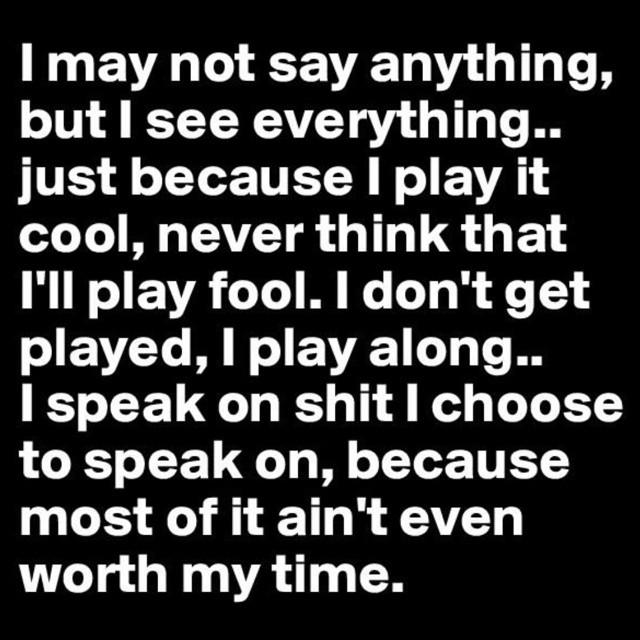 I may not say anything,
but I see everything..
just because I play it
cool, never think that
I'll play fool. I don't get
played, I play along..
I speak on shit I choose
to speak on, because
most of it ain't even
worth my time.